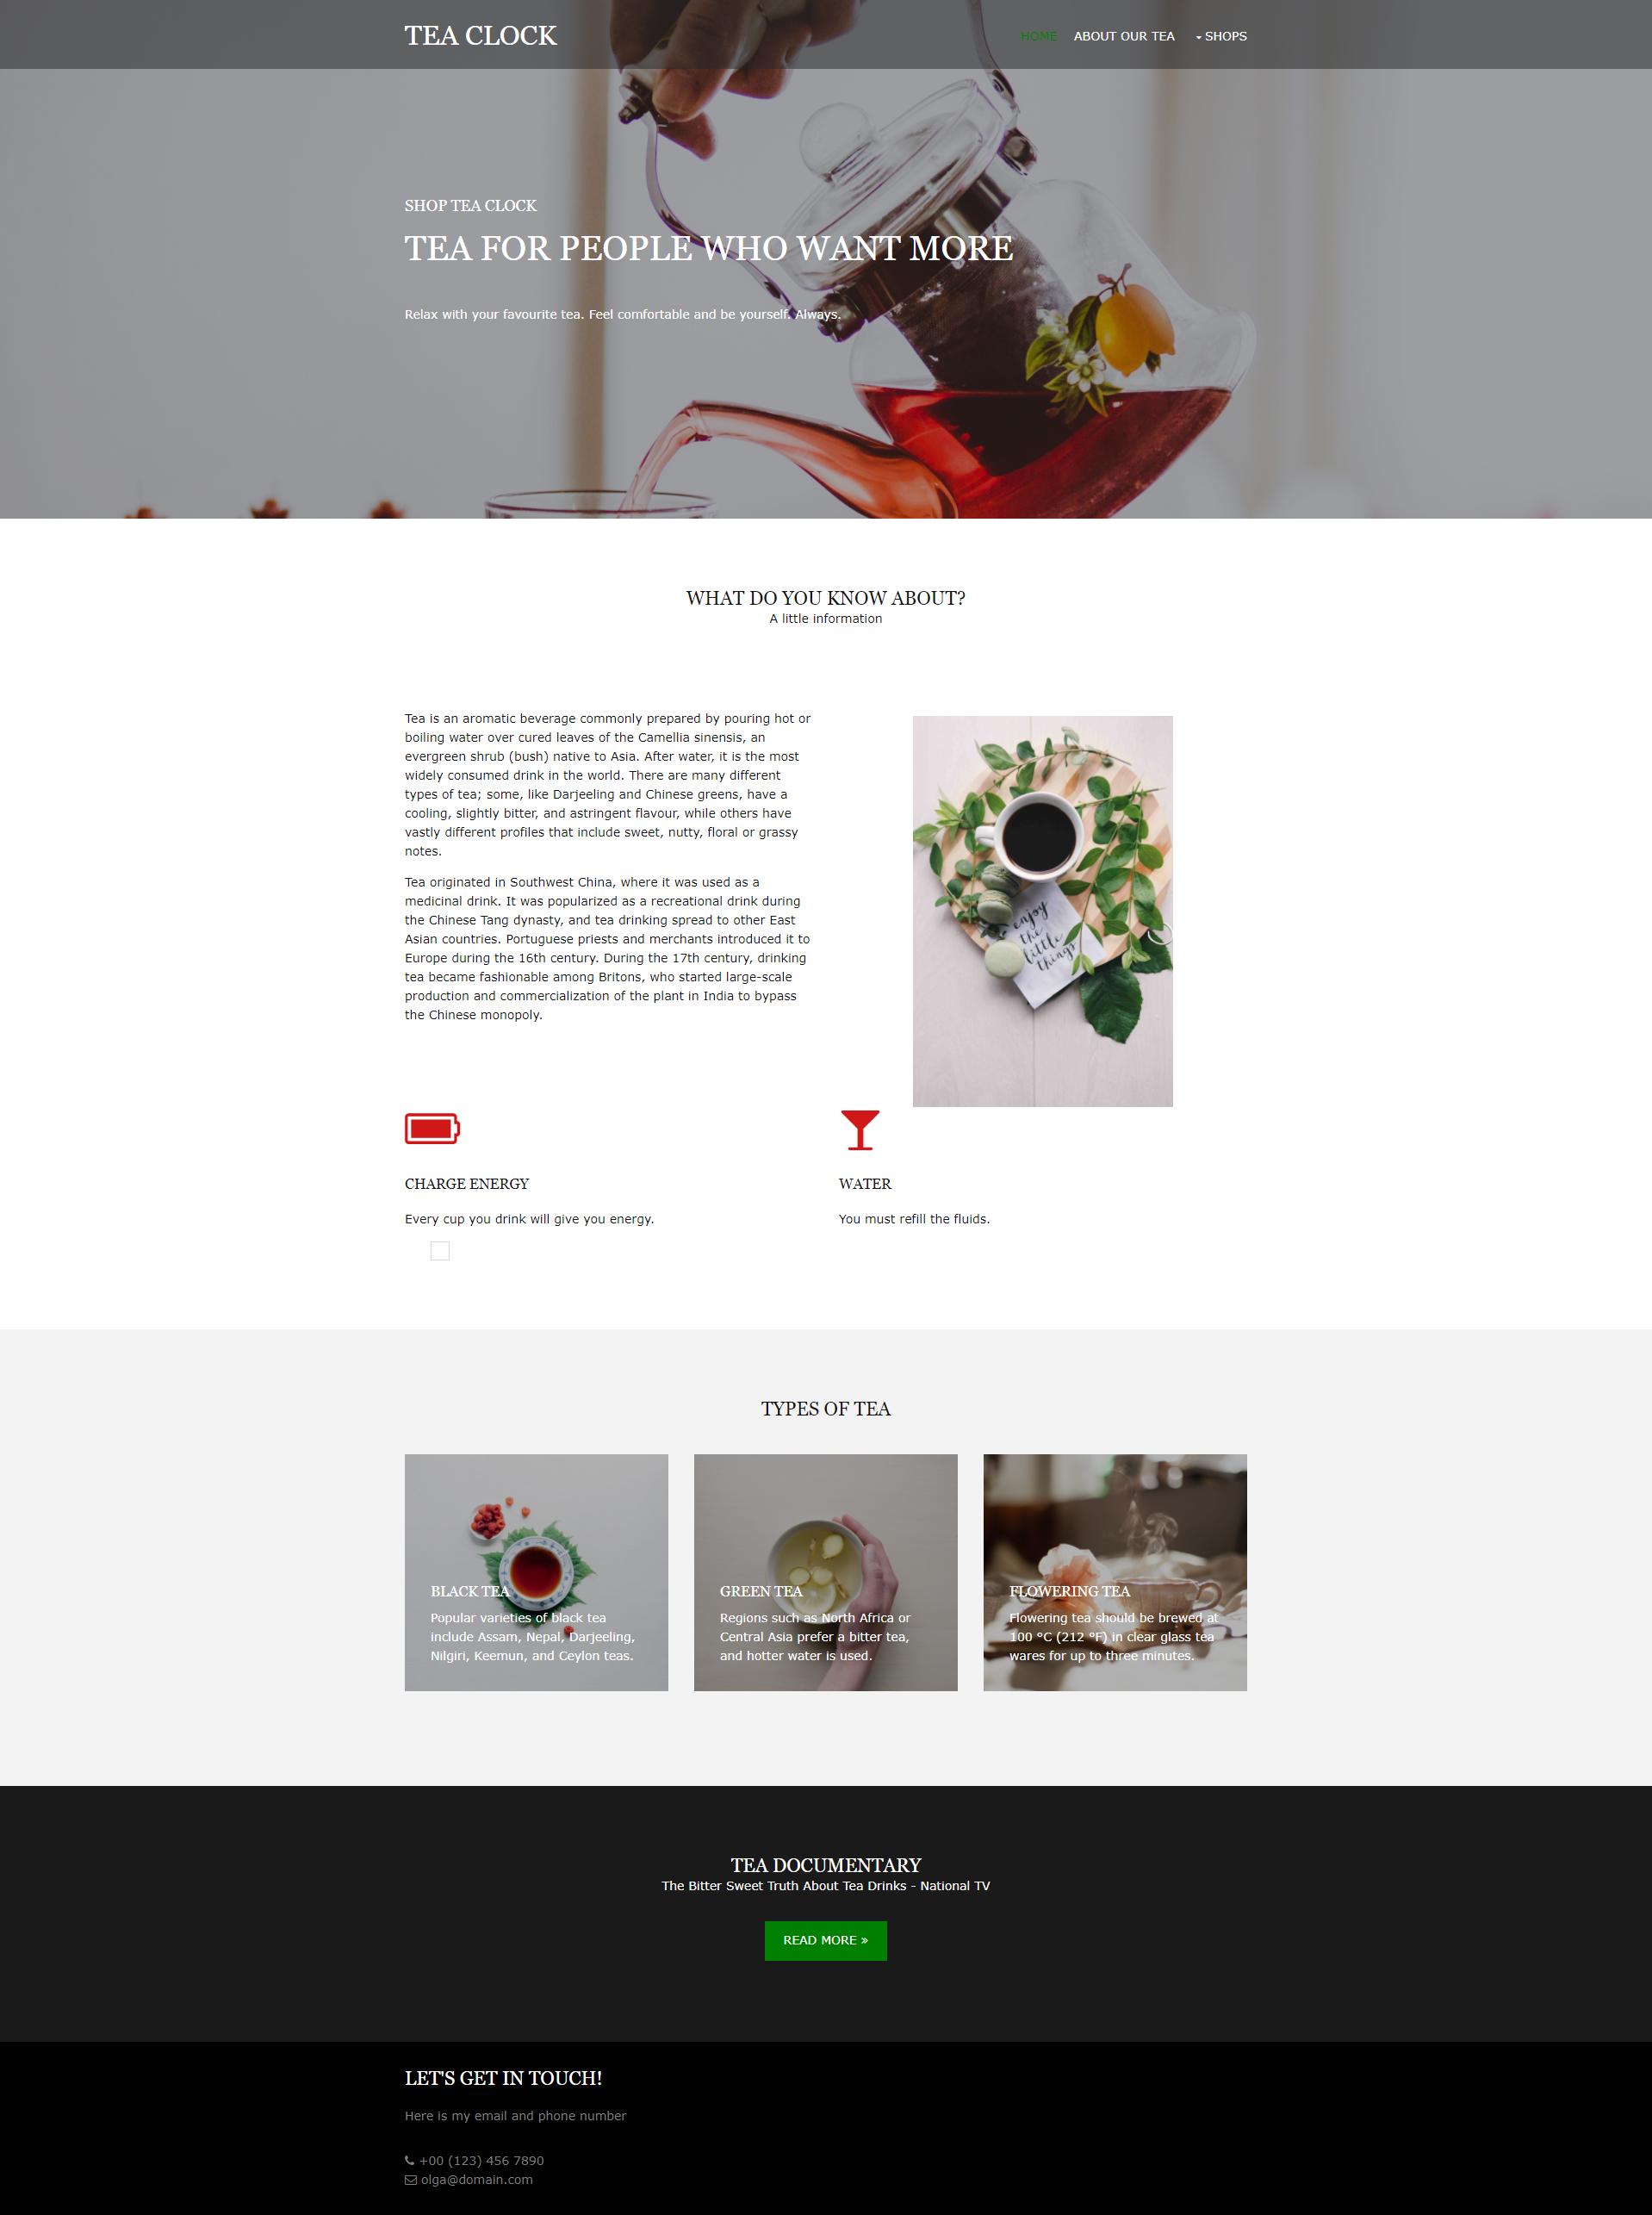 TEA CLOCK
HOME
ABOUT OUR TEA
SHOPS
SHOP TEA CLOCK
TEA FOR PEOPLE WHO WANT MORE
Relax with your favourite tea. Feel comfortable and be yourself. Always.
WHAT DO YOU KNOW ABOUT?
A little information
Tea is an aromatic beverage commonly prepared by pouring hot or
boiling water over cured leaves of the Camellia sinensis, an
evergreen shrub (bush) native to Asia. After water, it is the most
widely consumed drink in the world. There are many different
types of tea; some, like Darjeeling and Chinese greens, have a
cooling, slightly bitter, and astringent flavour, while others have
vastly different profiles that include sweet, nutty, floral or grassy
notes.
Tea originated in Southwest China, where it was used as a
medicinal drink. It was popularized as a recreational drink during
the Chinese Tang dynasty, and tea drinking spread to other East
Asian countries. Portuguese priests and merchants introduced it to
Europe during the 16th century. During the 17th century, drinking
tea became fashionable among Britons, who started large-scale
production and commercialization of the plant in India to bypass
the Chinese monopoly.
enjoy
the
little
things
CHARGE ENERGY
Every cup you drink will give you energy.
WATER
You must refill the fluids.
TYPES OF TEA
BLACK TEA
Popular varieties of black tea
include Assam, Nepal, Darjeeling,
Nilgiri, Keemun, and Ceylon teas.
GREEN TEA
Regions such as North Africa or
Central Asia prefer a bitter tea,
and hotter water is used.
FLOWERING TEA
Flowering tea should be brewed at
100 °C (212 °F) in clear glass tea
wares for up to three minutes.
TEA DOCUMENTARY
The Bitter Sweet Truth About Tea Drinks - National TV
READ MORE »
LET'S GET IN TOUCH!
Here is my email and phone number
+00 (123) 456 7890
olga@domain.com